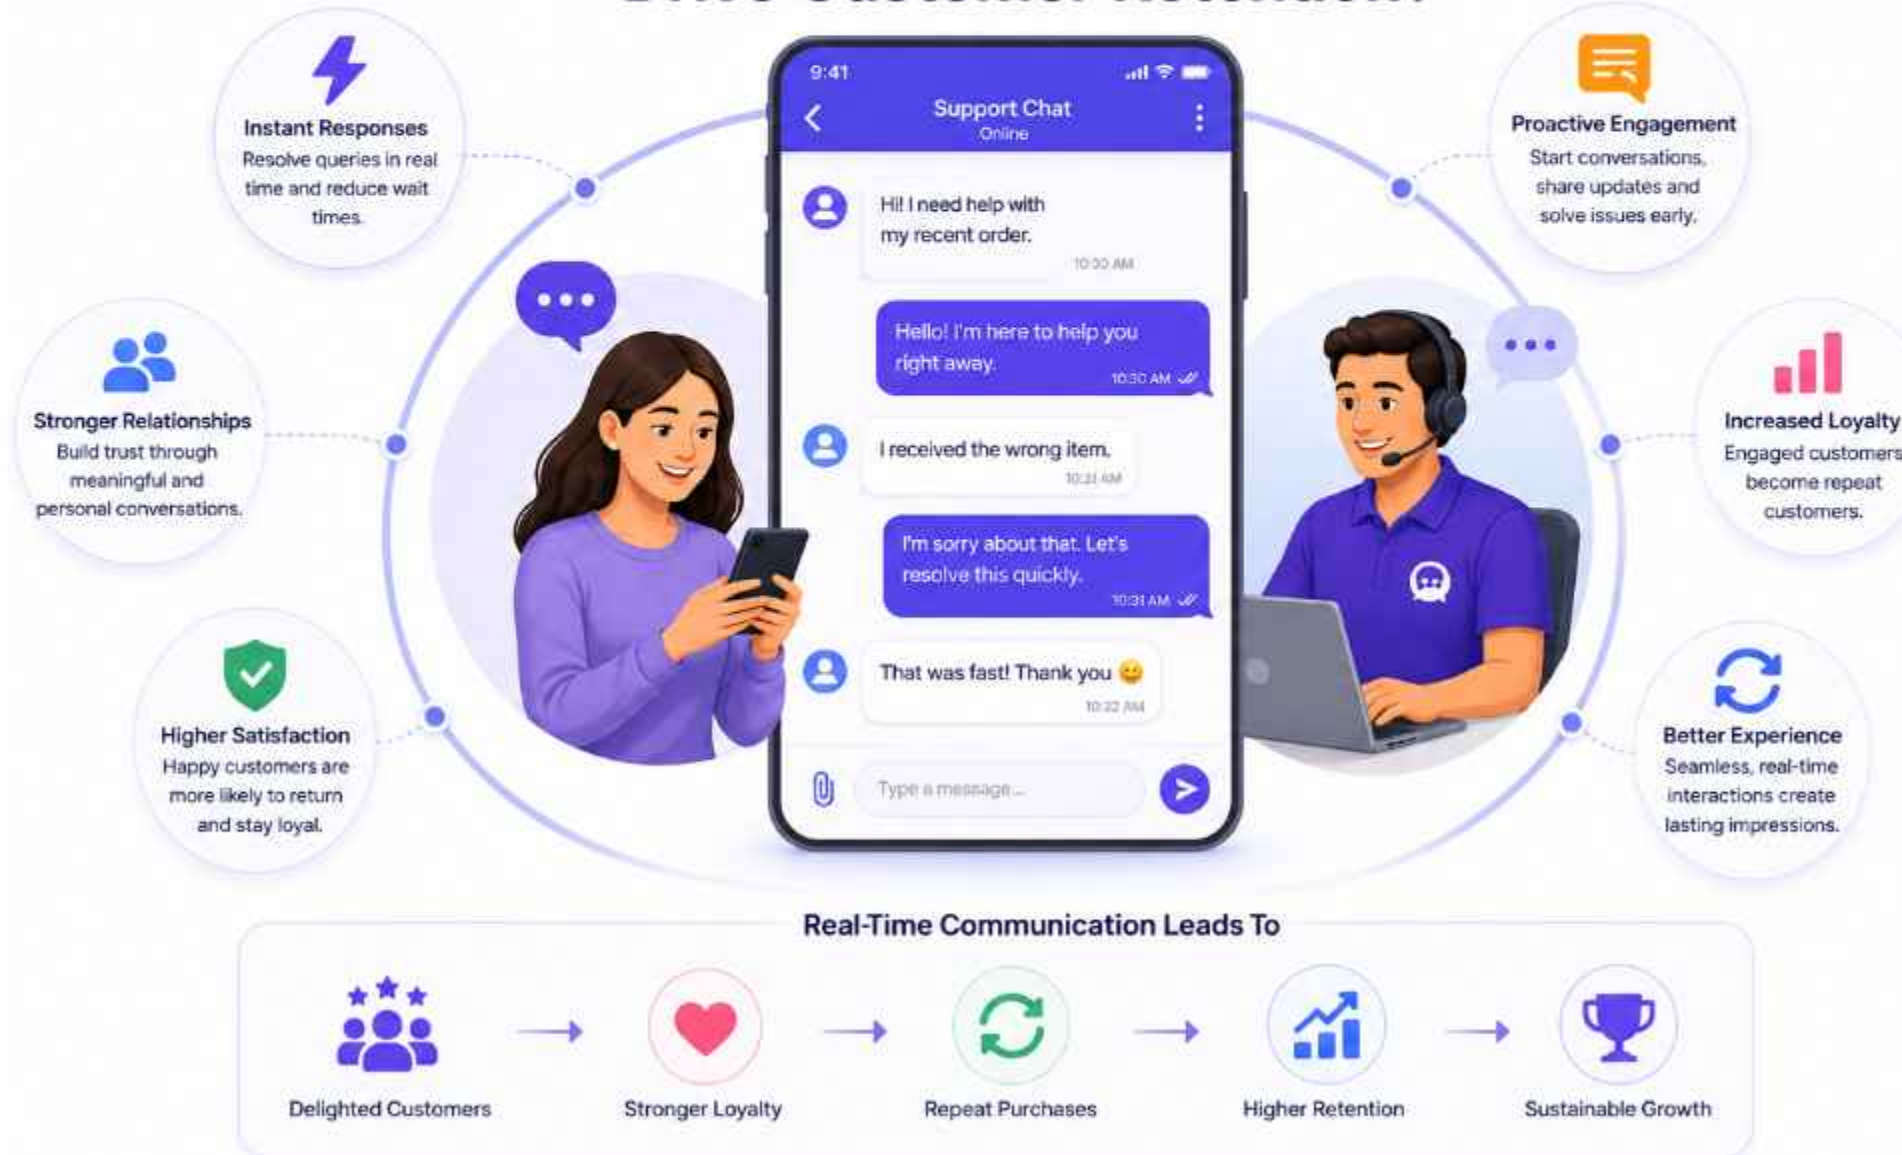 Drive Customer Retention?
Instant Responses
Resolve queries in real
time and reduce wait
times.
Stronger Relationships
Build trust through
meaningful and
personal conversations.
Higher Satisfaction
Happy customers are
more likely to return
and stay loyal.
9:41
Support Chat
Online
Hi! I need help with
my recent order.
10:30 AM
Hello! I'm here to help you
right away.
10:30 AM
I received the wrong item.
I'm sorry about that. Let's
resolve this quickly.
10:31 AM
That was fast! Thank you 😀
Type a message...
Proactive Engagement
Start conversations,
share updates and
solve issues early.
Increased Loyalty
Engaged customers
become repeat
customers.
Better Experience
Seamless, real-time
interactions create
lasting impressions.
Real-Time Communication Leads To
Delighted Customers
Stronger Loyalty
Repeat Purchases
Higher Retention
Sustainable Growth